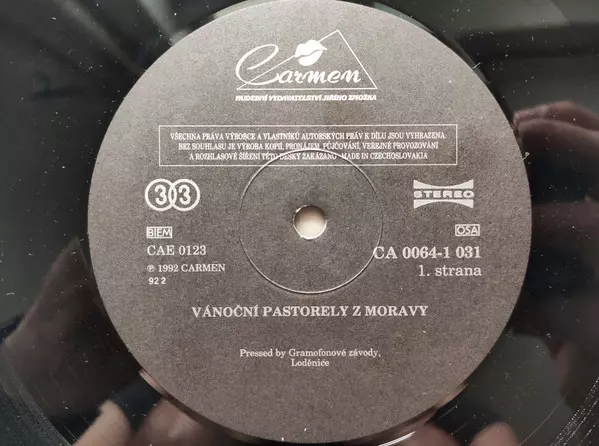 Carmen
HUDEBNÍ VYDAVATELSTVÍ JIŘÍHO ZMOŽKA
VŠECHNA PRÁVA VÝROBCE A VLASTNÍKŮ AUTORSKÝCH PRÁV K DÍLU JSOU VYHRAZENA.
BEZ SOUHLASU JE VÝROBA KOPIÍ, PRONÁJEM, PŮJČOVÁNÍ, VEŘEJNÉ PROVOZOVÁNÍ
A ROZHLASOVÉ ŠÍŘENÍ TÉTO DESKY ZAKÁZÁNO - MADE IN CZECHOSLOVAKIA
33
STEREO
BIEM
OSA
CAE 0123
CA 0064-1 031
℗ 1992 CARMEN
1. strana
92 2
VÁNOČNÍ PASTORELY Z MORAVY
Pressed by Gramofonové závody,
Loděnice